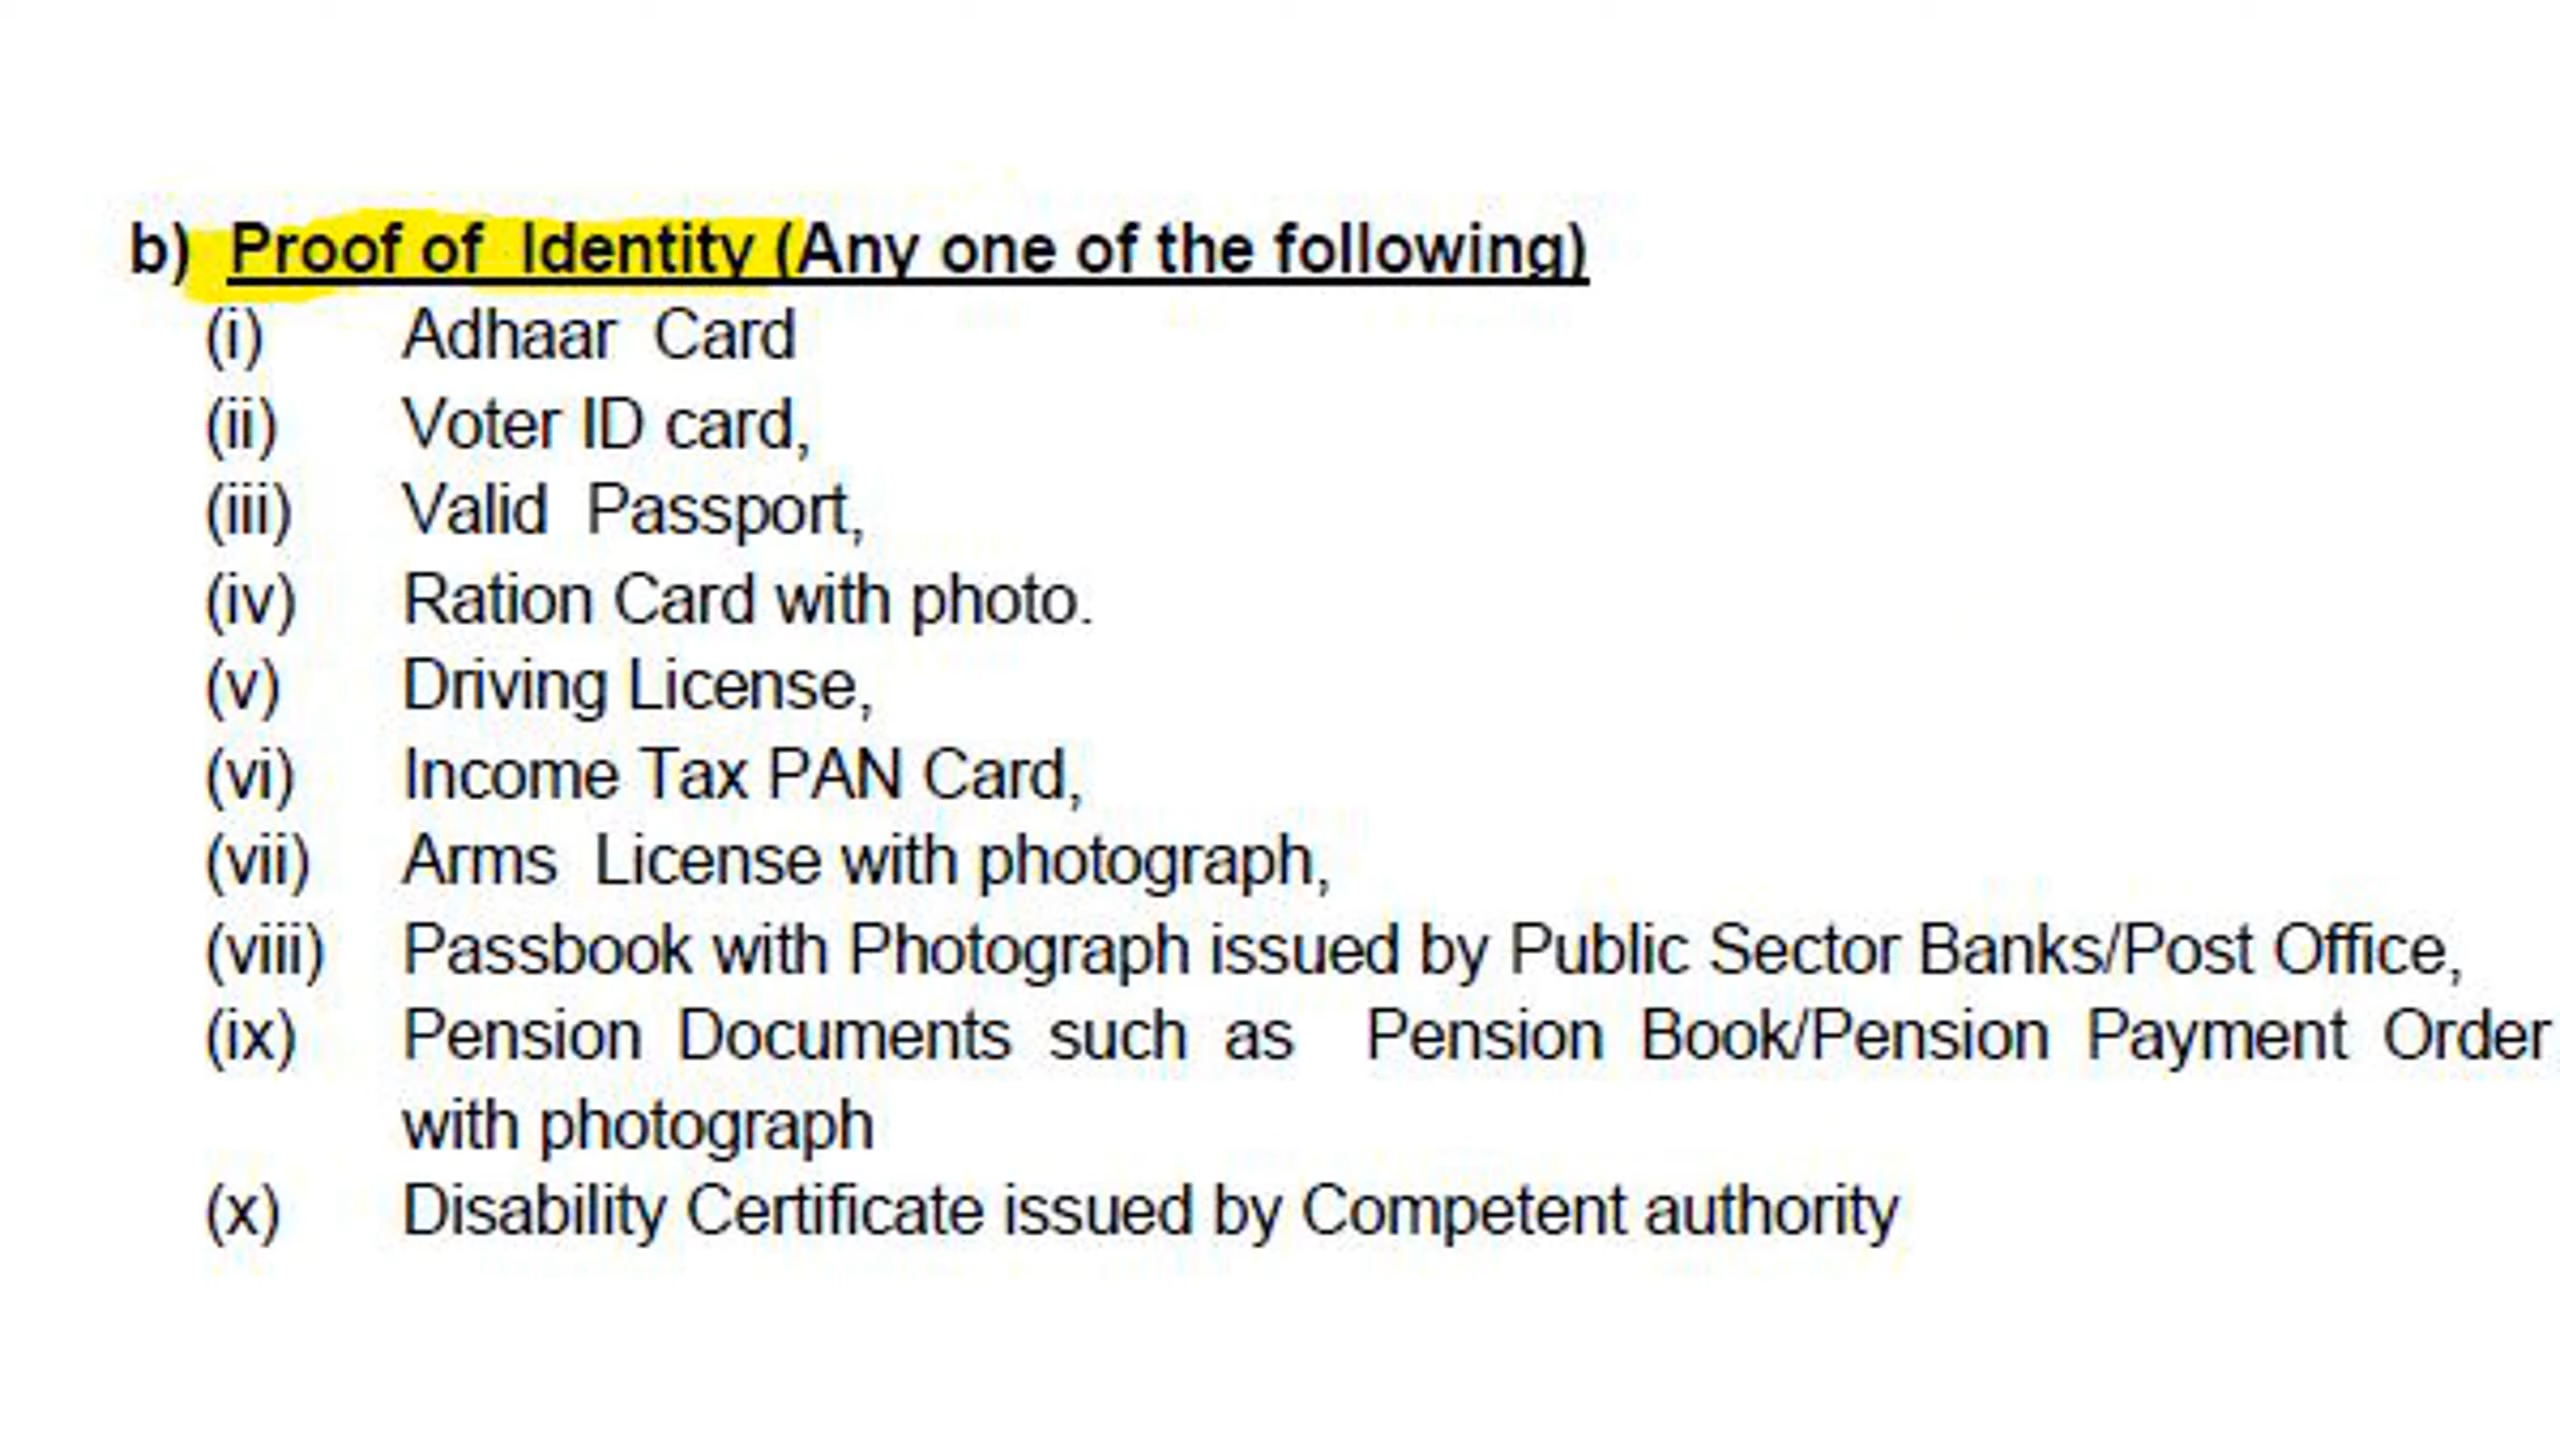 b) Proof of Identity (Any one of the following)
(i) Adhaar Card
(ii) Voter ID card,
(iii) Valid Passport,
(iv) Ration Card with photo.
(v) Driving License,
(vi) Income Tax PAN Card,
(vii) Arms License with photograph,
(viii) Passbook with Photograph issued by Public Sector Banks/Post Office,
(ix) Pension Documents such as Pension Book/Pension Payment Order
with photograph
(x) Disability Certificate issued by Competent authority